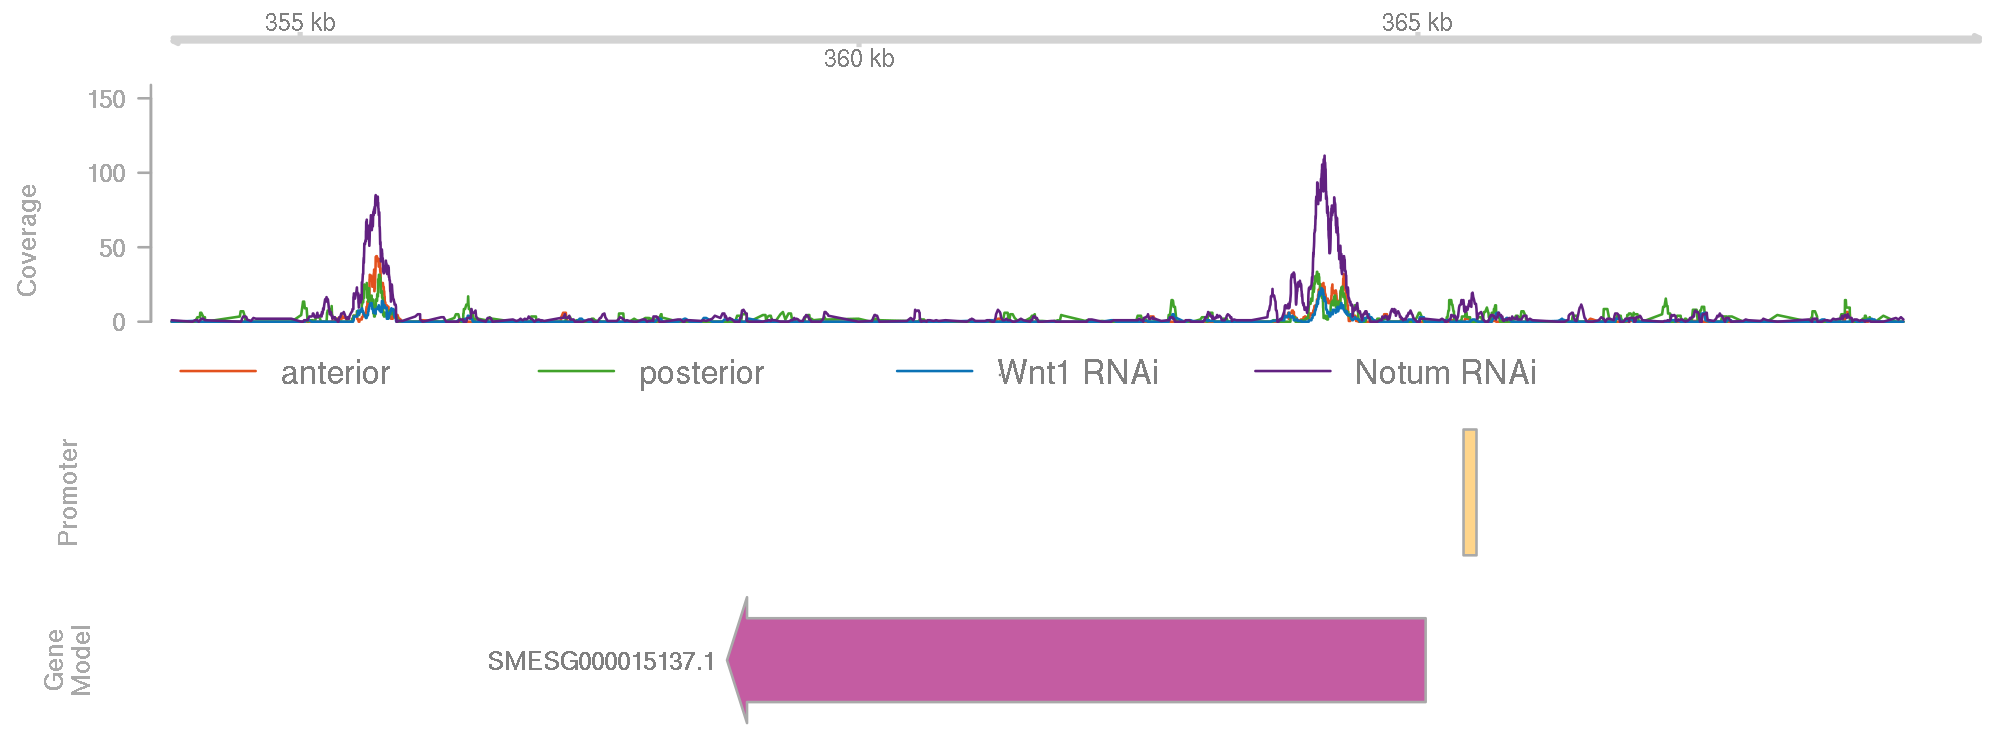 355 kb
365 kb
360 kb
Coverage
150
100
50
0
anterior posterior Wnt1 RNAi Notum RNAi
Promoter
Gene
Model
SMESG000015137.1